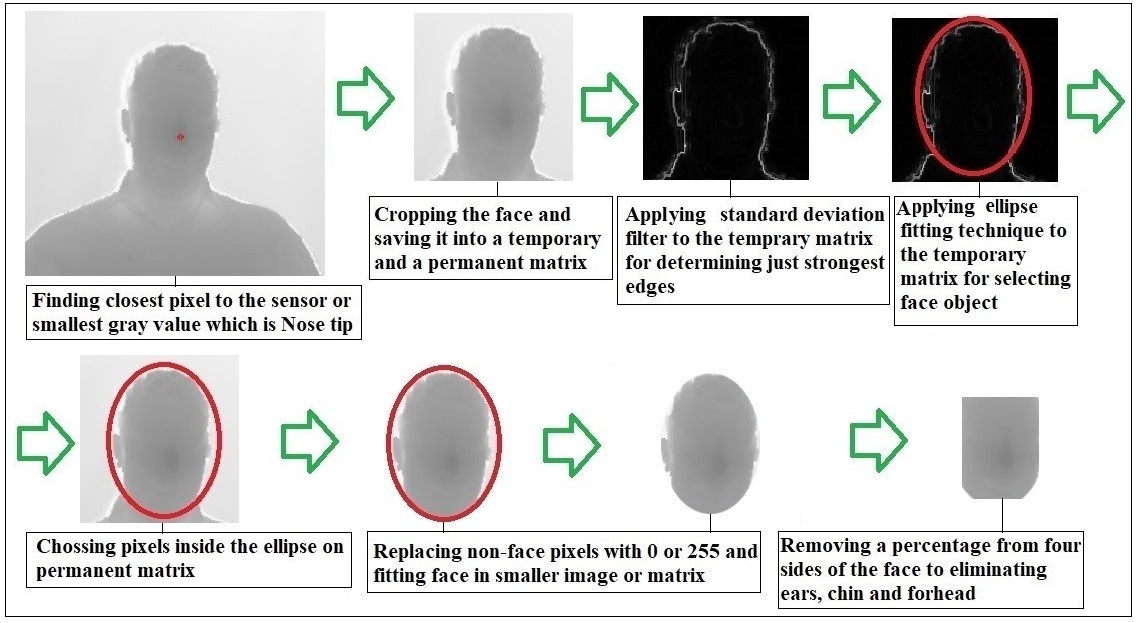 Finding closest pixel to the sensor or
smallest gray value which is Nose tip
Cropping the face and
saving it into a temporary
and a permanent matrix
Applying standard deviation
filter to the temprary matrix
for determining just strongest
edges
Applying ellipse
fitting technique to
the temporary
matrix for selecting
face object
Chossing pixels inside the ellipse on
permanent matrix
Replacing non-face pixels with 0 or 255 and
fitting face in smaller image or matrix
Removing a percentage from four
sides of the face to eliminating
ears, chin and forhead